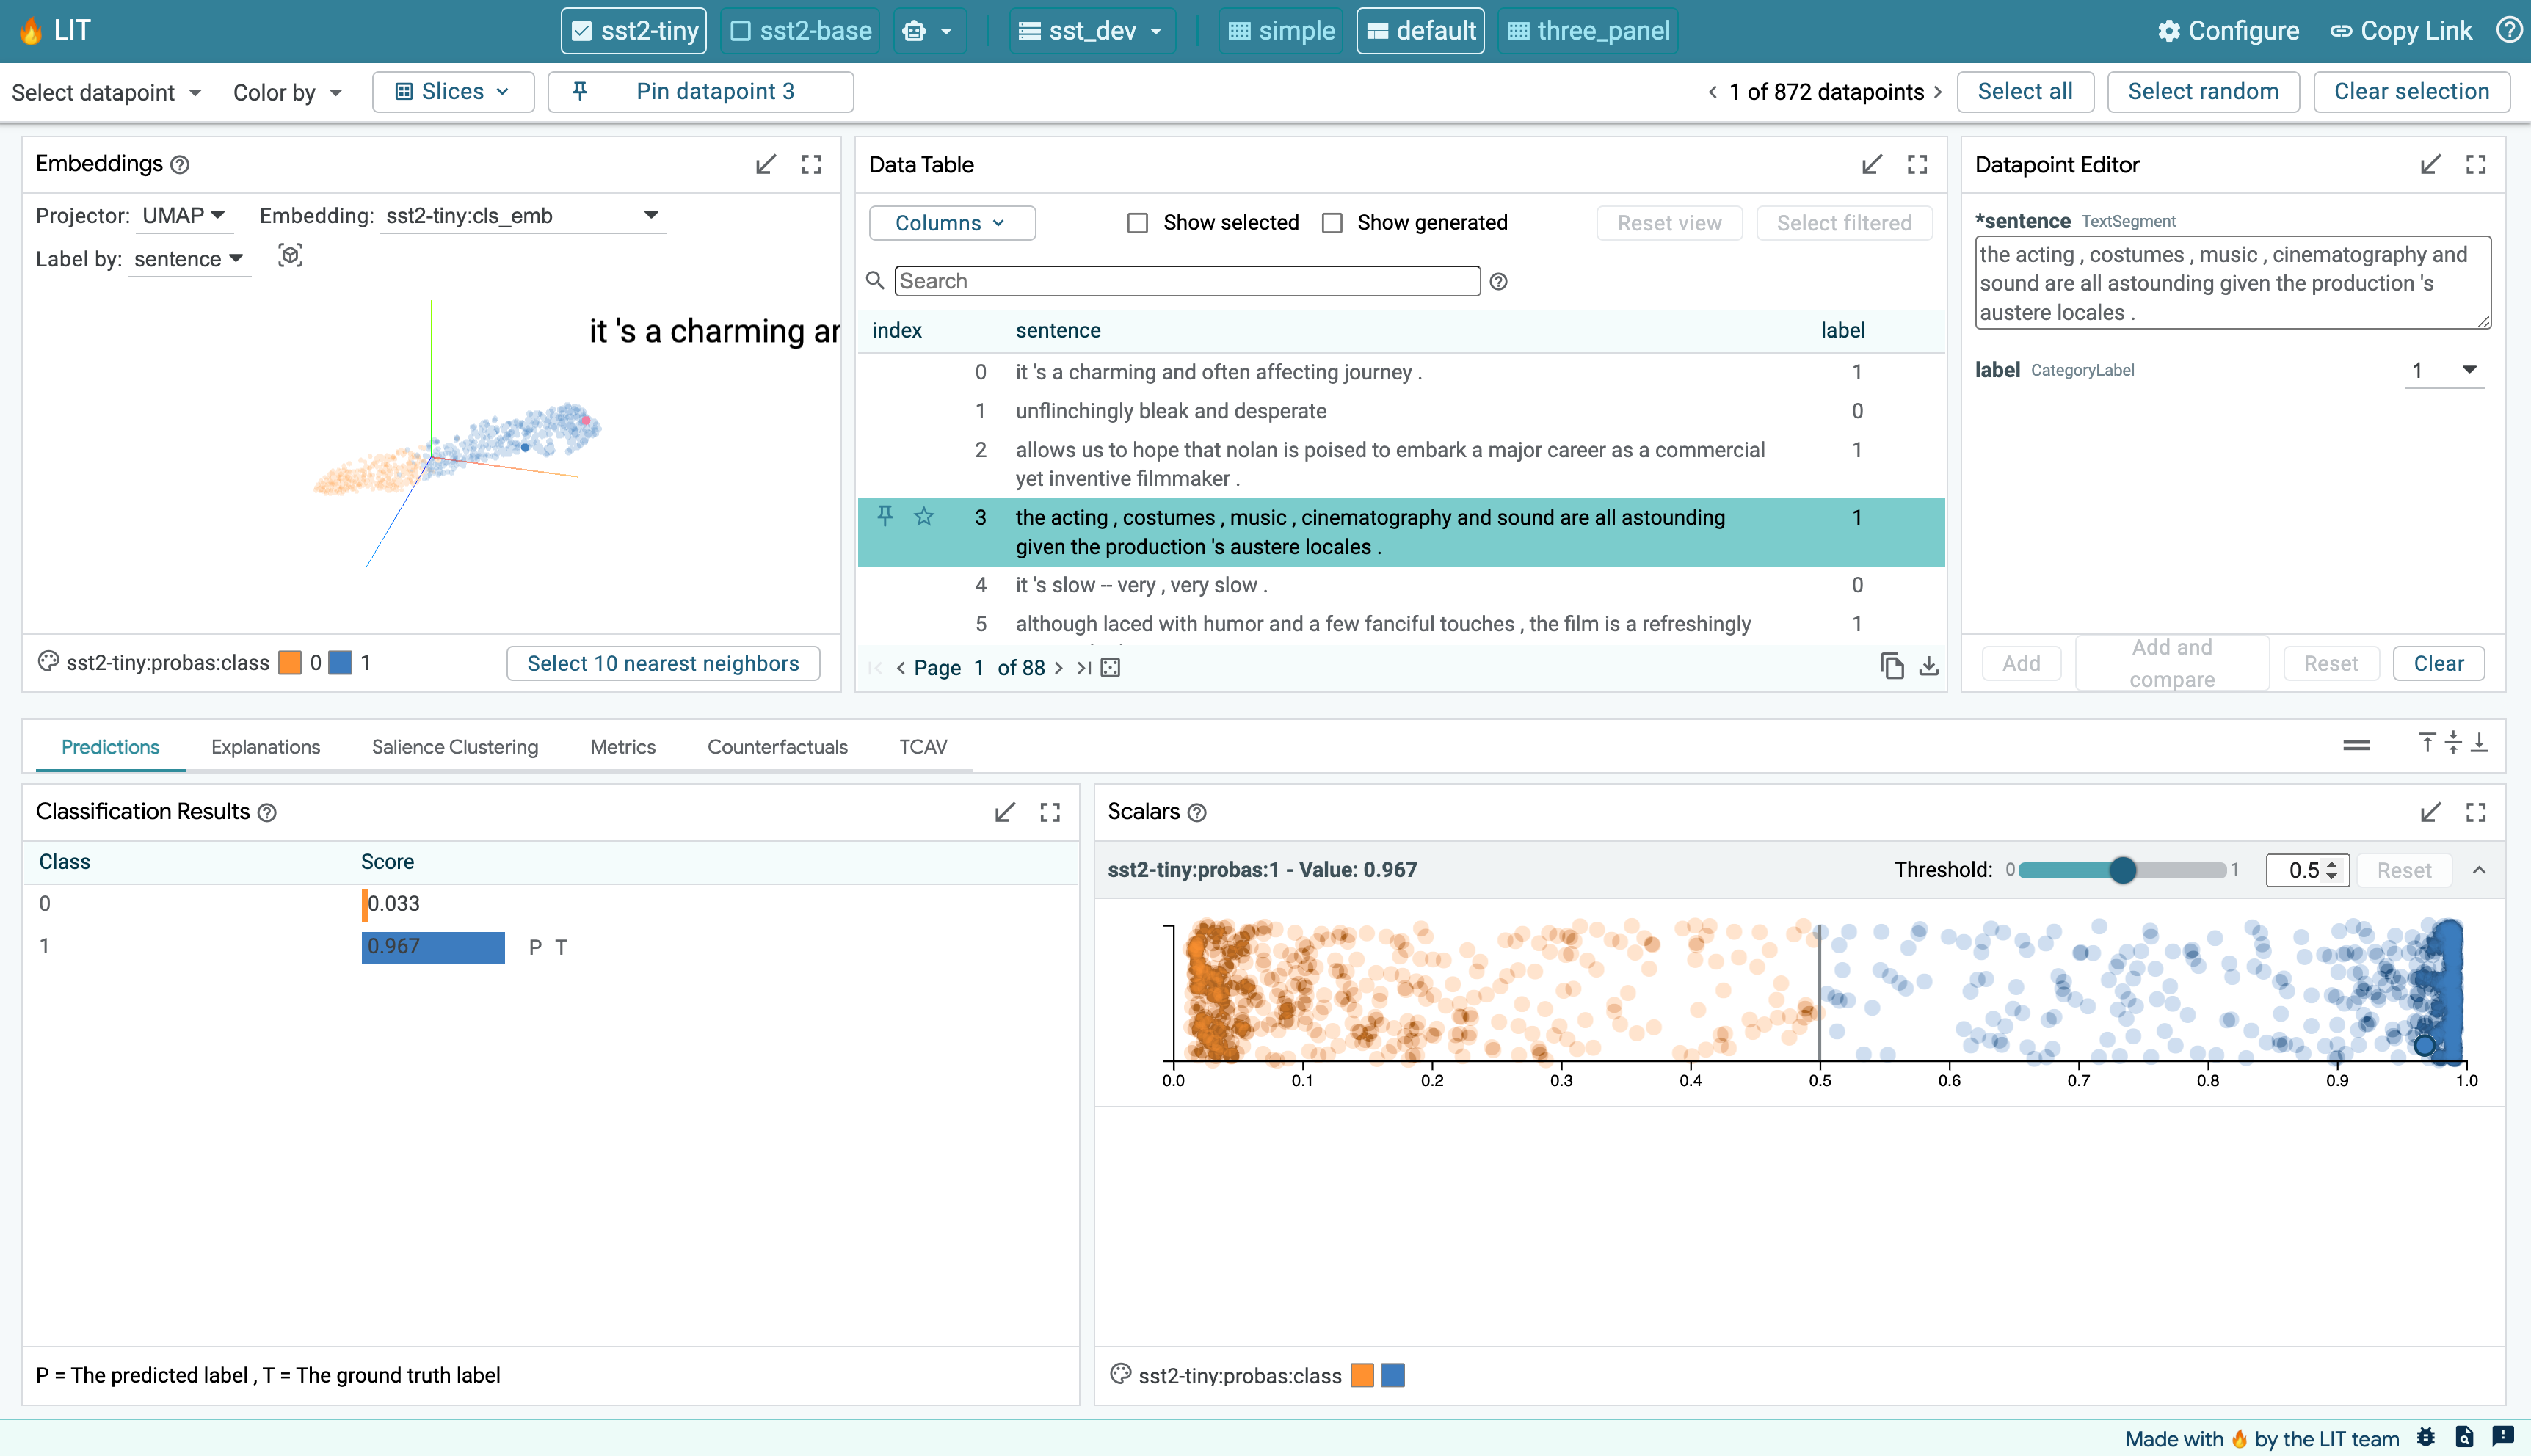 LIT
sst2-tiny
sst2-base
sst_dev
simple
default
three_panel
Configure
Copy Link
Select datapoint
Color by
Slices
Pin datapoint 3
1 of 872 datapoints
Select all
Select random
Clear selection
Embeddings
Projector: UMAP
Embedding: sst2-tiny:cls_emb
Label by: sentence
it 's a charming ar
sst2-tiny:probas:class 0 1
Select 10 nearest neighbors
Data Table
Columns
Show selected
Show generated
Reset view
Select filtered
Search
index sentence label
0 it 's a charming and often affecting journey . 1
1 unflinchingly bleak and desperate 0
2 allows us to hope that nolan is poised to embark a major career as a commercial 1
yet inventive filmmaker .
3 the acting , costumes , music , cinematography and sound are all astounding 1
given the production 's austere locales .
4 it 's slow -- very , very slow . 0
5 although laced with humor and a few fanciful touches , the film is a refreshingly 1
Page 1 of 88
Datapoint Editor
*sentence TextSegment
the acting , costumes , music , cinematography and
sound are all astounding given the production 's
austere locales .
label CategoryLabel 1
Add
Add and
compare
Reset
Clear
Predictions
Explanations
Salience Clustering
Metrics
Counterfactuals
TCAV
Classification Results
Class Score
0 0.033
1 0.967 P T
P = The predicted label , T = The ground truth label
Scalars
sst2-tiny:probas:1 - Value: 0.967
Threshold: 0 1 0.5 Reset
0.0 0.1 0.2 0.3 0.4 0.5 0.6 0.7 0.8 0.9 1.0
sst2-tiny:probas:class
Made with 🔥 by the LIT team